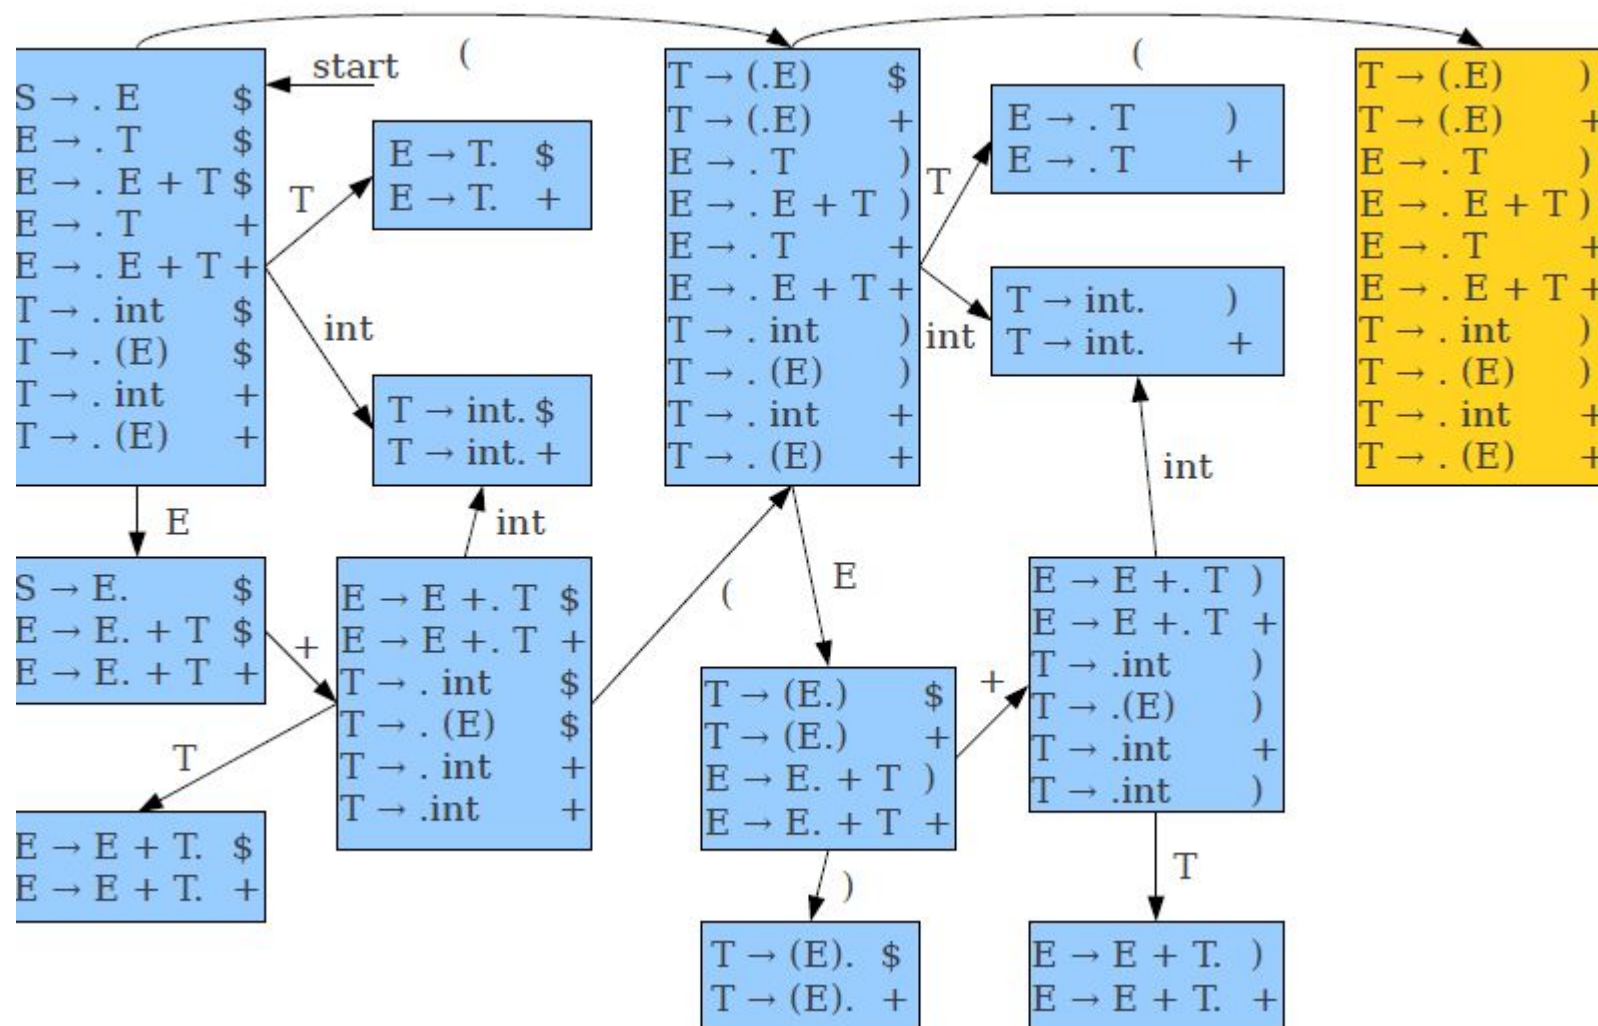 (
(
start
S → . E $
E → . T $
E → . E + T $
E → . T +
E → . E + T +
T → . int $
T → . (E) $
T → . int +
T → . (E) +
T
E → T. $
E → T. +
int
T → int. $
T → int. +
T → (.E) $
T → (.E) +
E → . T )
E → . E + T )
E → . T +
E → . E + T +
T → . int )
T → . (E) )
T → . int +
T → . (E) +
T
E → . T )
E → . T +
int
T → int. )
T → int. +
T → (.E) )
T → (.E) +
E → . T )
E → . E + T )
E → . T +
E → . E + T +
T → . int )
T → . (E) )
T → . int +
T → . (E) +
E
int
int
S → E. $
E → E. + T $
E → E. + T +
+
E → E +. T $
E → E +. T +
T → . int $
T → . (E) $
T → . int +
T → .int +
(
E
T
E → E + T. $
E → E + T. +
T → (E.) $
T → (E.) +
E → E. + T )
E → E. + T +
+
E → E +. T )
E → E +. T +
T → .int )
T → .(E) )
T → .int +
T → .int )
)
T
T → (E). $
T → (E). +
E → E + T. )
E → E + T. +